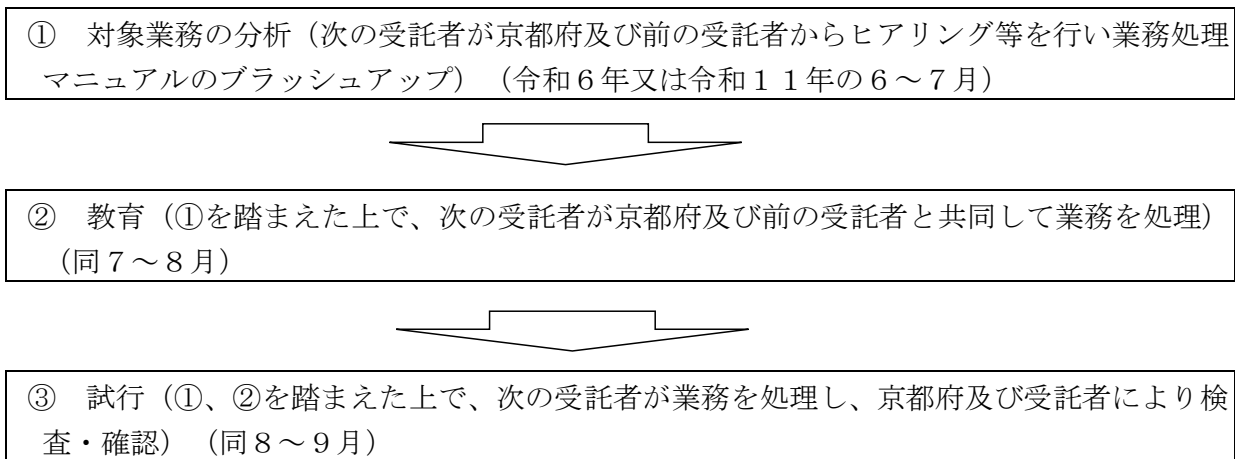 ① 対象業務の分析（次の受託者が京都府及び前の受託者からヒアリング等を行い業務処理
マニュアルのブラッシュアップ）（令和６年又は令和１１年の６～７月）
② 教育（①を踏まえた上で、次の受託者が京都府及び前の受託者と共同して業務を処理）
（同７～８月）
③ 試行（①、②を踏まえた上で、次の受託者が業務を処理し、京都府及び受託者により検
査・確認）（同８～９月）